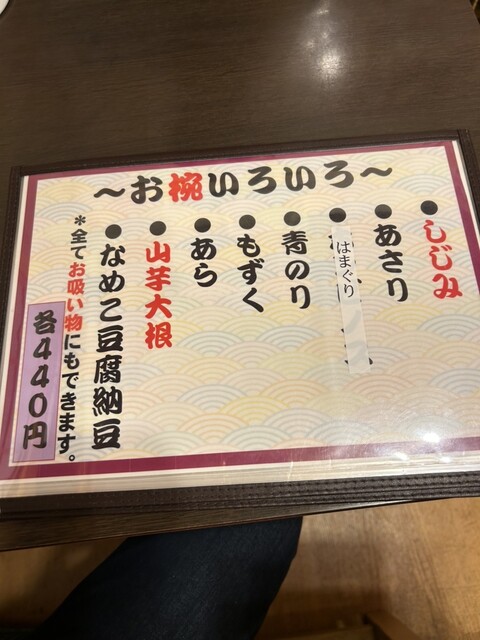 ～お椀いろいろ～
●しじみ
●あさり
●はまぐり
●青のり
●もずく
●あら
●山芋大根
●なめこ豆腐納豆
＊全てお吸い物にもできます。
各440円